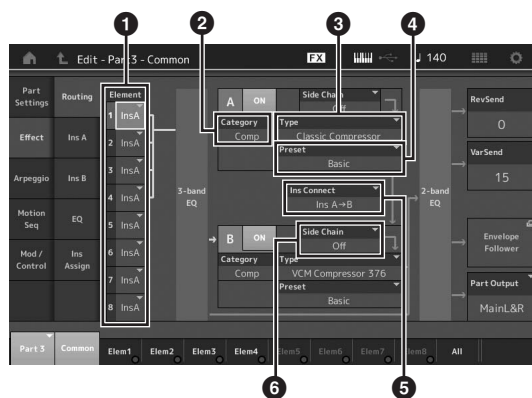 1 2 3 4
Edit - Part3 - Common FX 140
Part Settings
Routing
Effect
Ins A
Arpeggio
Ins B
Motion Seq
EQ
Mod / Control
Ins Assign
Element
1 InsA
2 InsA
3 InsA
4 InsA
5 InsA
6 InsA
7 InsA
8 InsA
3-band EQ
A ON
Side Chain
Off
Category
Comp
Type
Classic Compressor
Preset
Basic
Ins Connect
Ins A→B
B ON
Side Chain
Off
Category
Comp
Type
VCM Compressor 376
Preset
Basic
2-band EQ
RevSend
0
VarSend
15
Envelope Follower
Part Output
MainL&R
Part 3 Common Elem1 Elem2 Elem3 Elem4 Elem5 Elem6 Elem7 Elem8 All
6 5